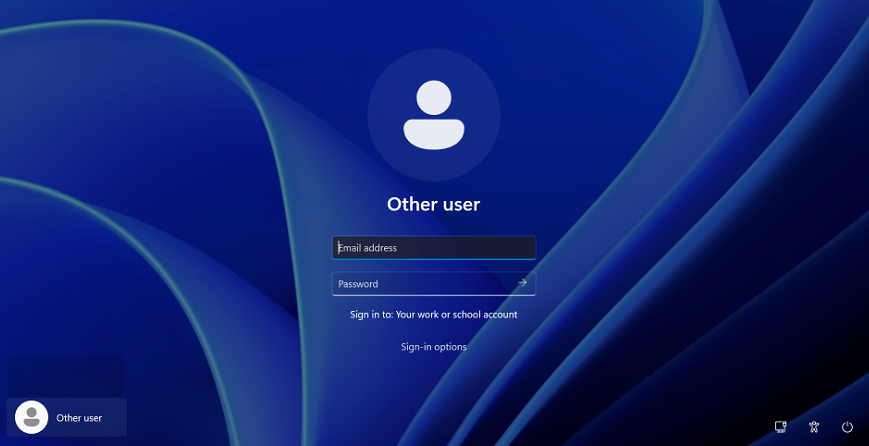 Other user
Email address
Password
Sign in to: Your work or school account
Sign-in options
Other user